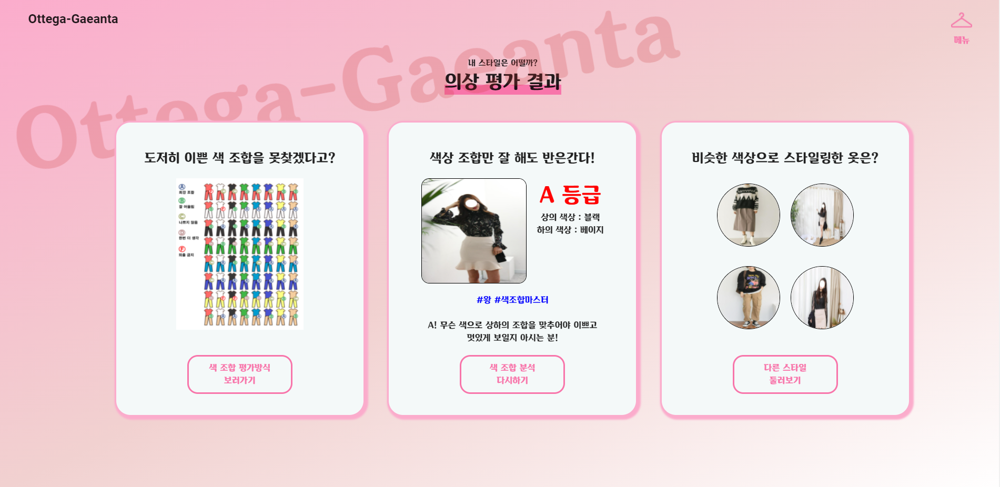 Ottega-Gaeanta
메뉴
Ottega-Gaeanta
내 스타일은 어떨까?
의상 평가 결과
도저히 이쁜 색 조합을 못찾겠다고?
A
최강 조합
B
잘 어울림
C
나쁘지 않음
D
한번 더 생각
F
외출 금지
색 조합 평가방식
보러가기
색상 조합만 잘 해도 반은간다!
A 등급
상의 색상 : 블랙
하의 색상 : 베이지
#왕 #색조합마스터
A! 무슨 색으로 상하의 조합을 맞추어야 이쁘고
멋있게 보일지 아시는 분!
색 조합 분석
다시하기
비슷한 색상으로 스타일링한 옷은?
다른 스타일
둘러보기